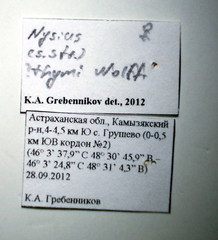 Nysius ♀
es.str.
thymi Wolff
K.A. Grebennikov det., 2012
Астраханская обл., Камызякский
р-н,4-4,5 км Ю с. Грушево (0-0,5
км ЮВ кордон №2)
(46° 3' 37,9" С 48° 30' 45,9" В -
46° 3' 24,8" С 48° 31' 4,3" В)
28.09.2012
К.А. Гребенников